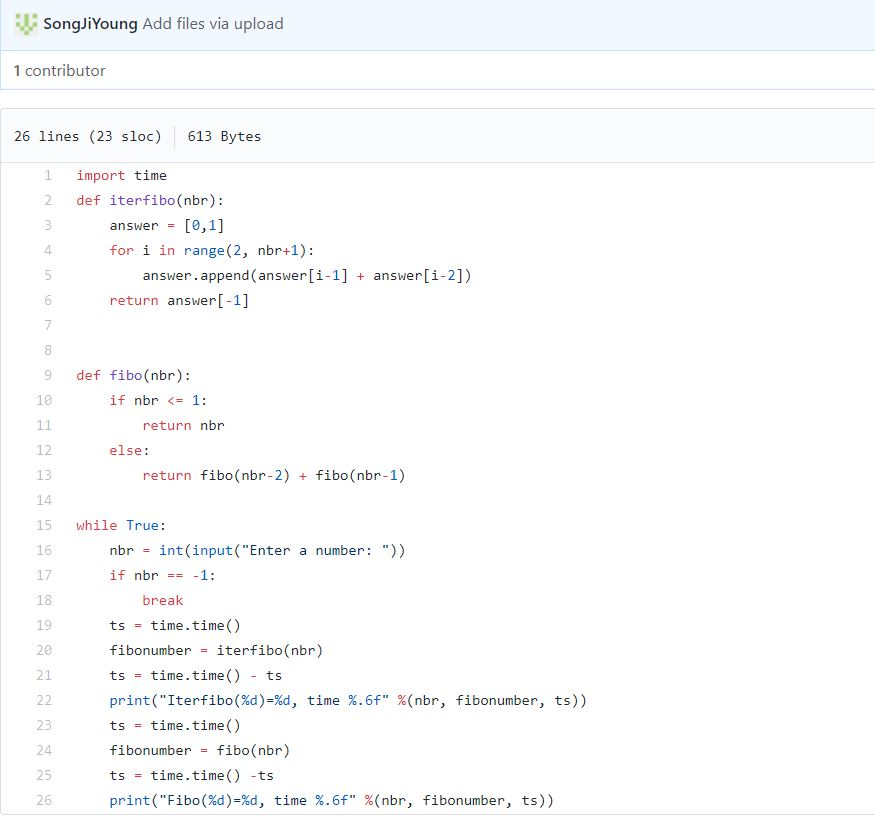 SongJiYoung Add files via upload
1 contributor
26 lines (23 sloc) 613 Bytes
1 import time
2 def iterfibo(nbr):
3     answer = [0,1]
4     for i in range(2, nbr+1):
5         answer.append(answer[i-1] + answer[i-2])
6     return answer[-1]
7
8
9 def fibo(nbr):
10     if nbr <= 1:
11         return nbr
12     else:
13         return fibo(nbr-2) + fibo(nbr-1)
14
15 while True:
16     nbr = int(input("Enter a number: "))
17     if nbr == -1:
18         break
19     ts = time.time()
20     fibonumber = iterfibo(nbr)
21     ts = time.time() - ts
22     print("Iterfibo(%d)=%d, time %.6f" %(nbr, fibonumber, ts))
23     ts = time.time()
24     fibonumber = fibo(nbr)
25     ts = time.time() -ts
26     print("Fibo(%d)=%d, time %.6f" %(nbr, fibonumber, ts))